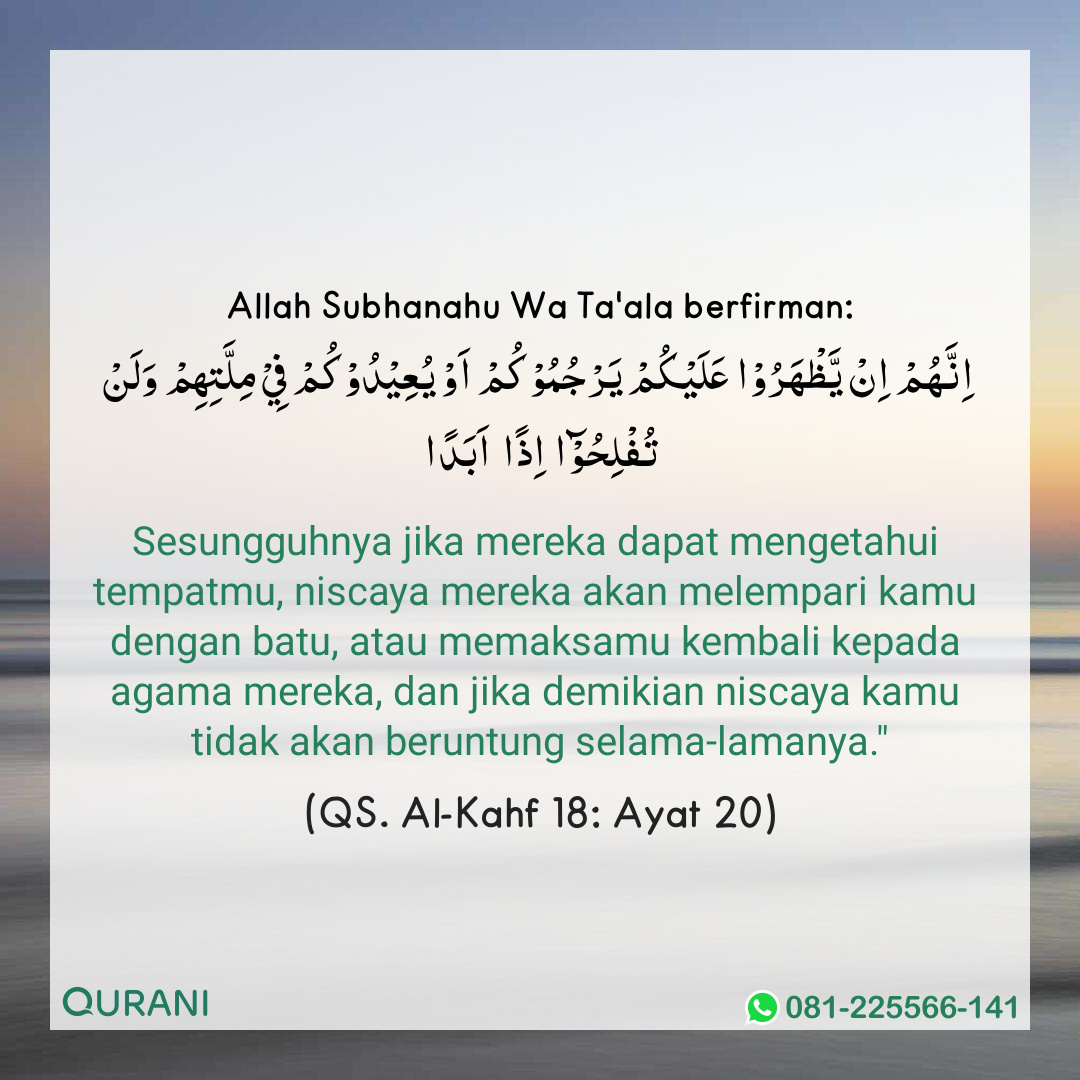 Allah Subhanahu Wa Ta'ala berfirman:
اِنَّهُمْ اِنْ يَّظْهَرُوْا عَلَيْكُمْ يَرْجُمُوْكُمْ اَوْ يُعِيْدُوْكُمْ فِيْ مِلَّتِهِمْ وَلَنْ
تُفْلِحُوْٓا اِذًا اَبَدًا
Sesungguhnya jika mereka dapat mengetahui
tempatmu, niscaya mereka akan melempari kamu
dengan batu, atau memaksamu kembali kepada
agama mereka, dan jika demikian niscaya kamu
tidak akan beruntung selama-lamanya."
(QS. Al-Kahf 18: Ayat 20)
QURANI
081-225566-141